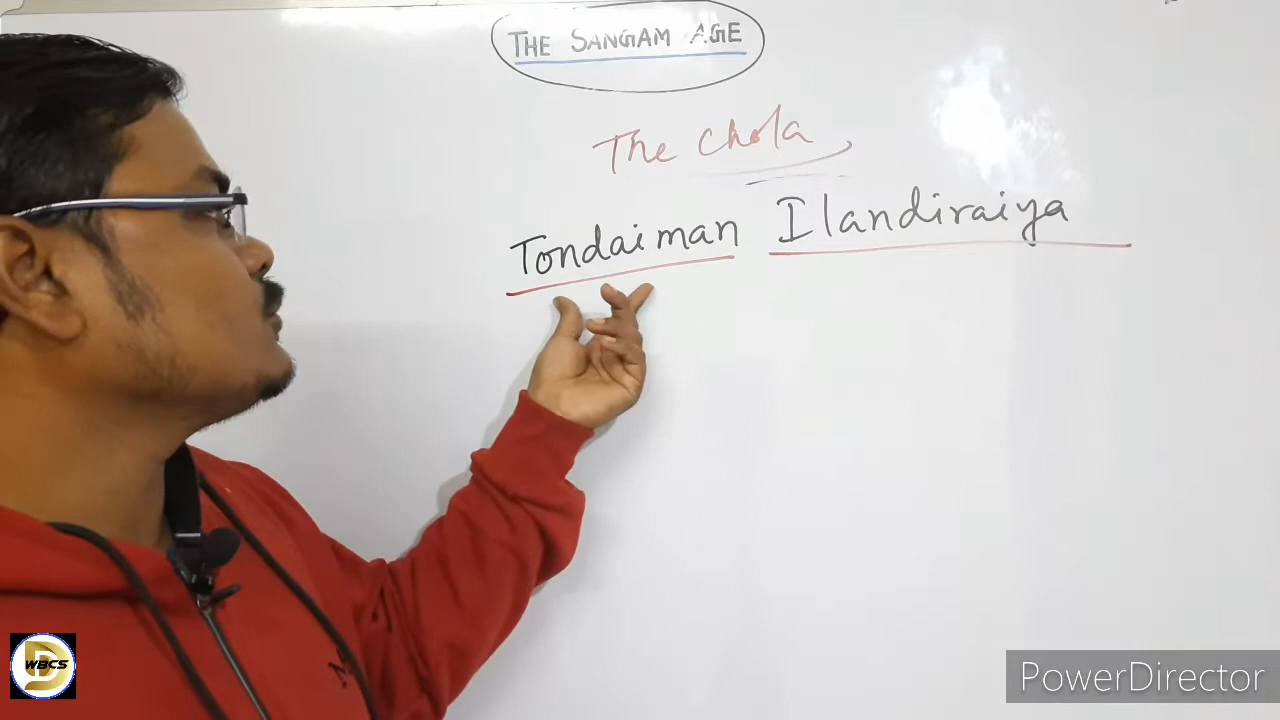 THE SANGAM AGE
The Chola
Tondaiman Ilandiraiya
WBCS
PowerDirector